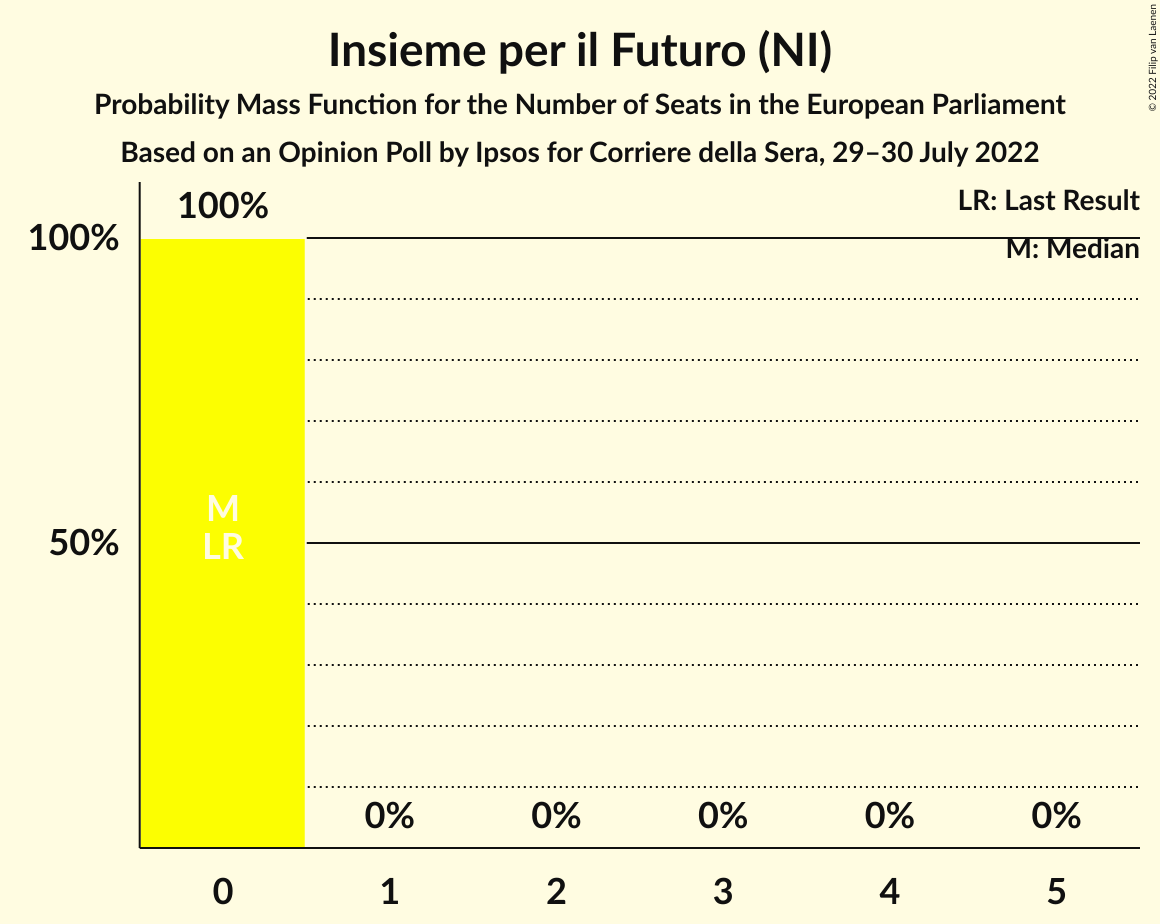 Insieme per il Futuro (NI)
Probability Mass Function for the Number of Seats in the European Parliament
Based on an Opinion Poll by Ipsos for Corriere della Sera, 29–30 July 2022
© 2022 Filip van Laenen
LR: Last Result
M: Median
100%
100%
50%
M
LR
0% 0% 0% 0% 0%
0 1 2 3 4 5